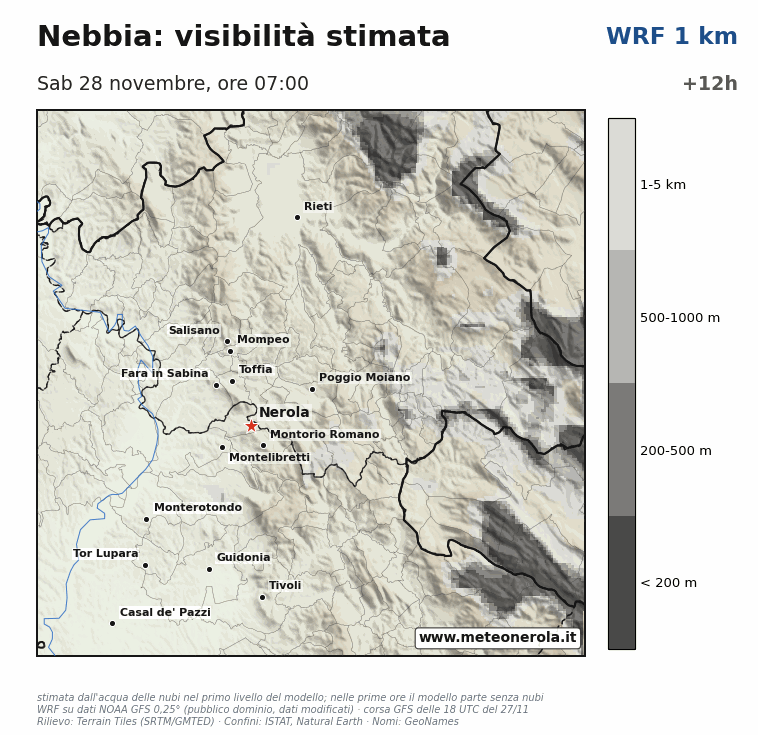 Nebbia: visibilità stimata
WRF 1 km
Sab 28 novembre, ore 07:00
+12h
1-5 km
500-1000 m
200-500 m
< 200 m
Rieti
Salisano
Mompeo
Fara in Sabina
Toffia
Poggio Moiano
Nerola
Montorio Romano
Montelibretti
Monterotondo
Tor Lupara
Guidonia
Tivoli
Casal de' Pazzi
www.meteonerola.it
stimata dall'acqua delle nubi nel primo livello del modello; nelle prime ore il modello parte senza nubi
WRF su dati NOAA GFS 0,25° (pubblico dominio, dati modificati) · corsa GFS delle 18 UTC del 27/11
Rilievo: Terrain Tiles (SRTM/GMTED) · Confini: ISTAT, Natural Earth · Nomi: GeoNames